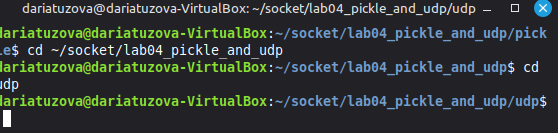 dariatuzova@dariatuzova-VirtualBox: ~/socket/lab04_pickle_and_udp/udp
dariatuzova@dariatuzova-VirtualBox:~/socket/lab04_pickle_and_udp/pick
le$ cd ~/socket/lab04_pickle_and_udp
dariatuzova@dariatuzova-VirtualBox:~/socket/lab04_pickle_and_udp$ cd
udp
dariatuzova@dariatuzova-VirtualBox:~/socket/lab04_pickle_and_udp/udp$